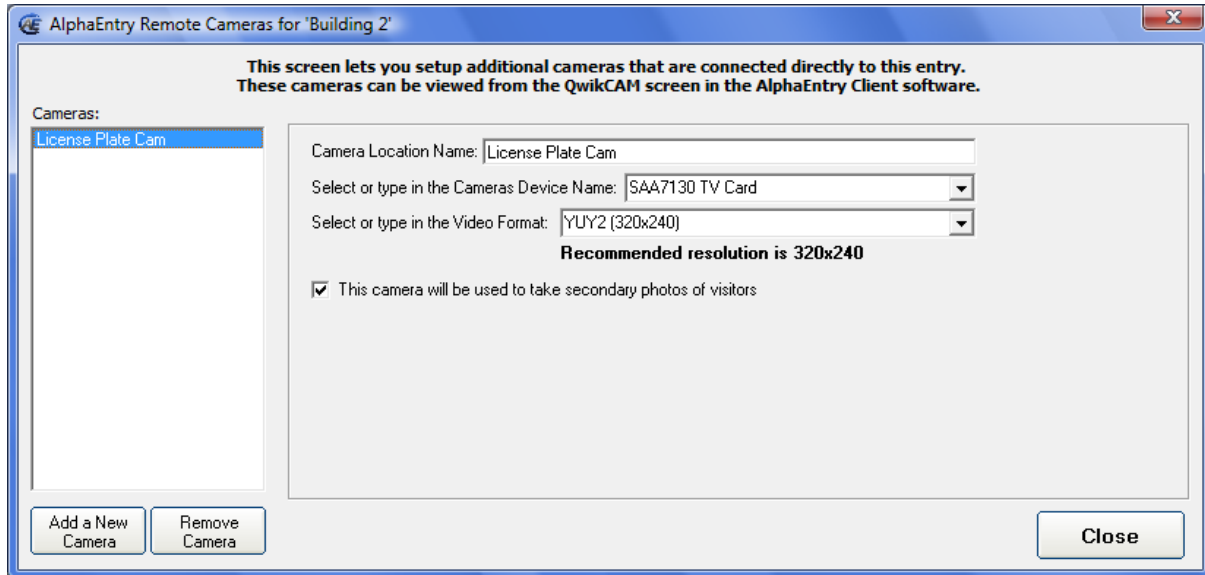 AlphaEntry Remote Cameras for 'Building 2'
This screen lets you setup additional cameras that are connected directly to this entry.
These cameras can be viewed from the QwikCAM screen in the AlphaEntry Client software.
Cameras:
License Plate Cam
Camera Location Name: License Plate Cam
Select or type in the Cameras Device Name: SAA7130 TV Card
Select or type in the Video Format: YUY2 (320x240)
Recommended resolution is 320x240
This camera will be used to take secondary photos of visitors
Add a New
Camera
Remove
Camera
Close